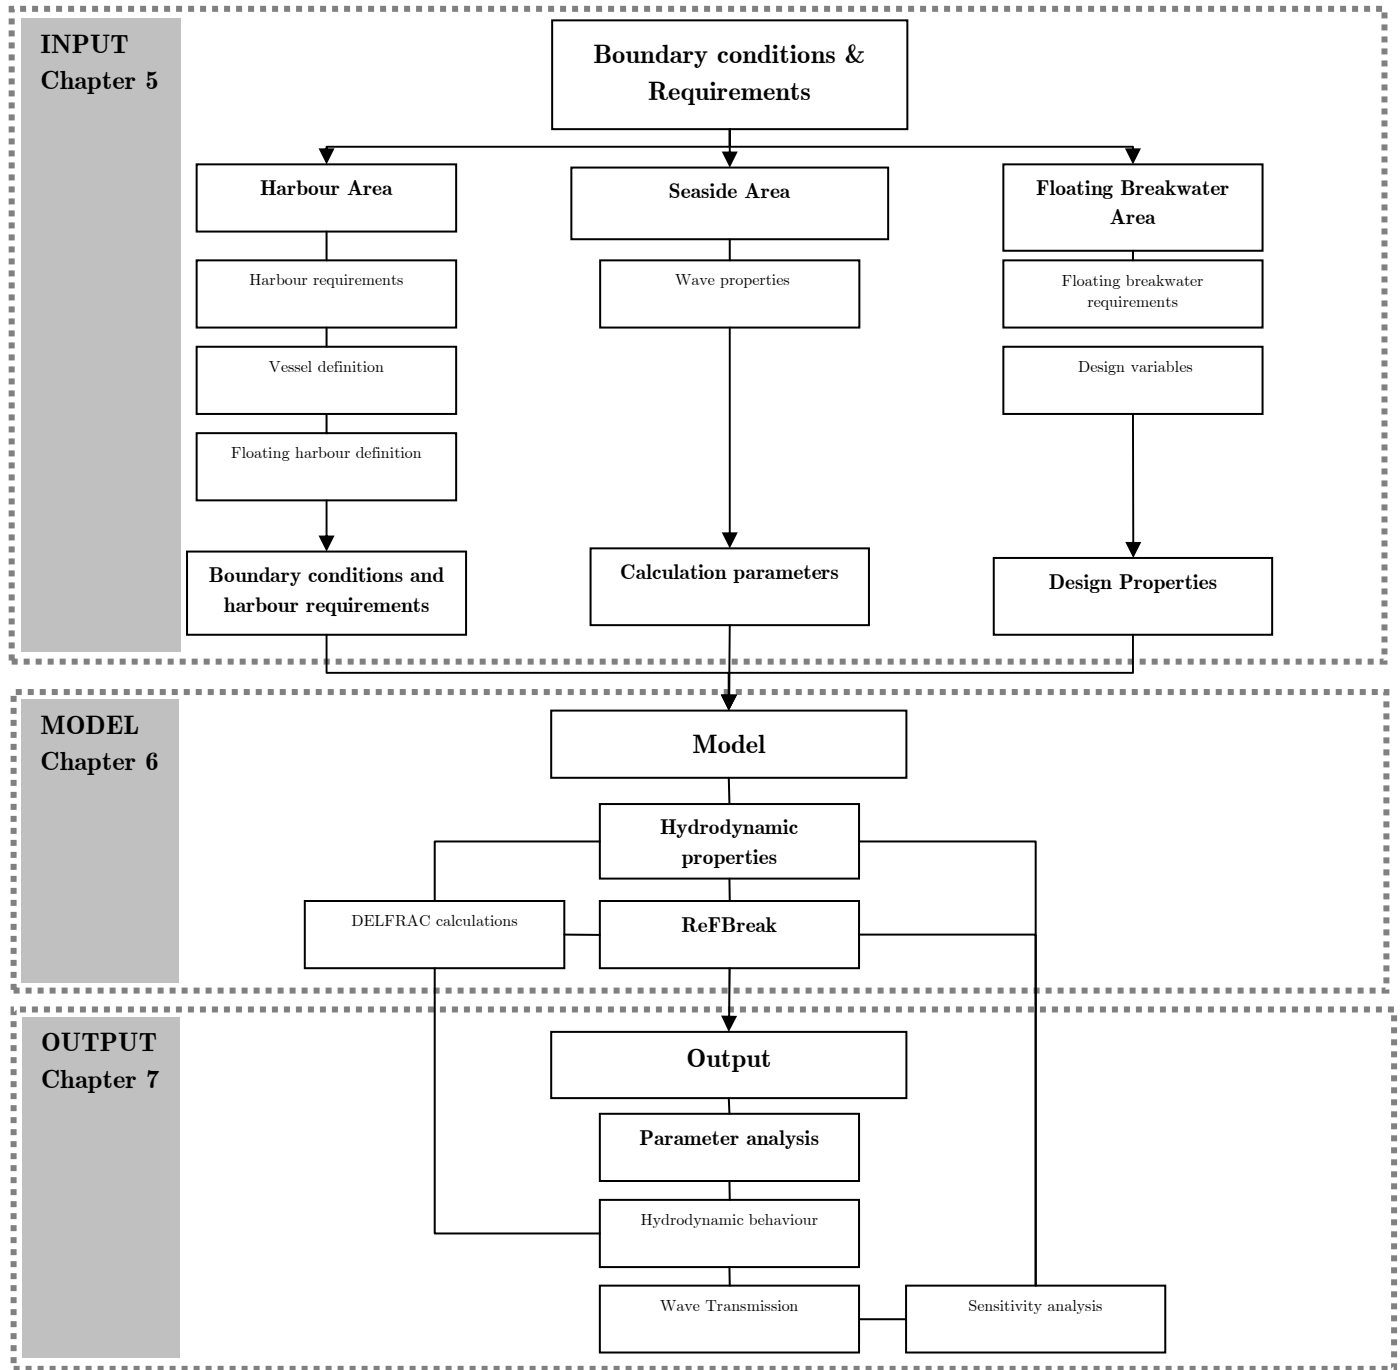 INPUT
Chapter 5
Boundary conditions &
Requirements
Harbour Area
Seaside Area
Floating Breakwater
Area
Harbour requirements
Wave properties
Floating breakwater
requirements
Vessel definition
Design variables
Floating harbour definition
Boundary conditions and
harbour requirements
Calculation parameters
Design Properties
MODEL
Chapter 6
Model
Hydrodynamic
properties
DELFRAC calculations
ReFBreak
OUTPUT
Chapter 7
Output
Parameter analysis
Hydrodynamic behaviour
Wave Transmission
Sensitivity analysis